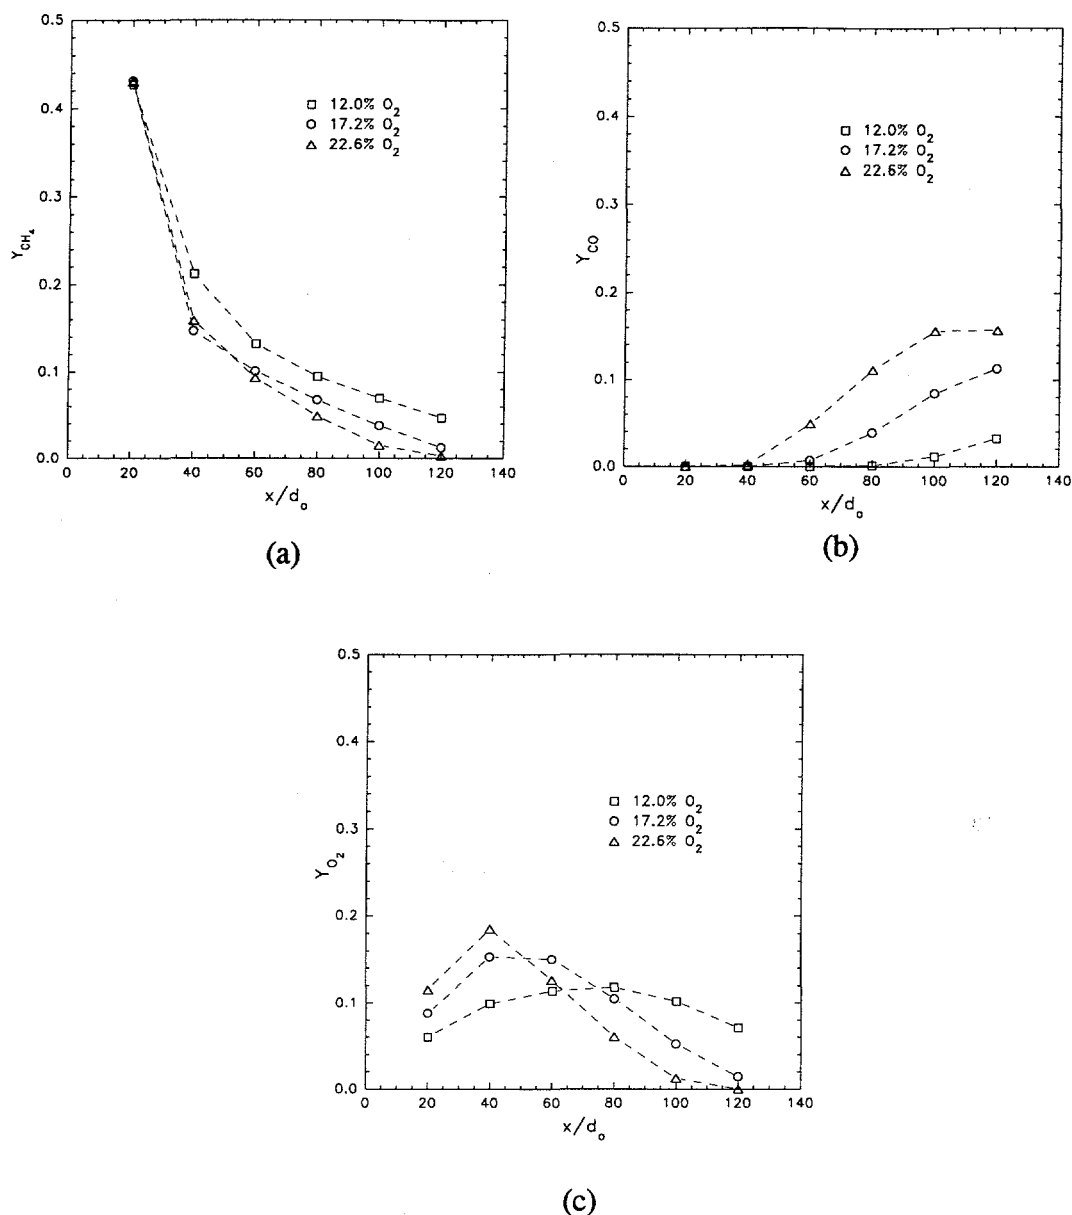 0.5
0.4
0.3
0.2
0.1
0.0
Y_CH₄
□ 12.0% O₂
○ 17.2% O₂
△ 22.6% O₂
0 20 40 60 80 100 120 140
x/d_o
(a)
0.5
0.4
0.3
0.2
0.1
0.0
Y_CO
□ 12.0% O₂
○ 17.2% O₂
△ 22.6% O₂
0 20 40 60 80 100 120 140
x/d_o
(b)
0.5
0.4
0.3
0.2
0.1
0.0
Y_O₂
□ 12.0% O₂
○ 17.2% O₂
△ 22.6% O₂
0 20 40 60 80 100 120 140
x/d_o
(c)